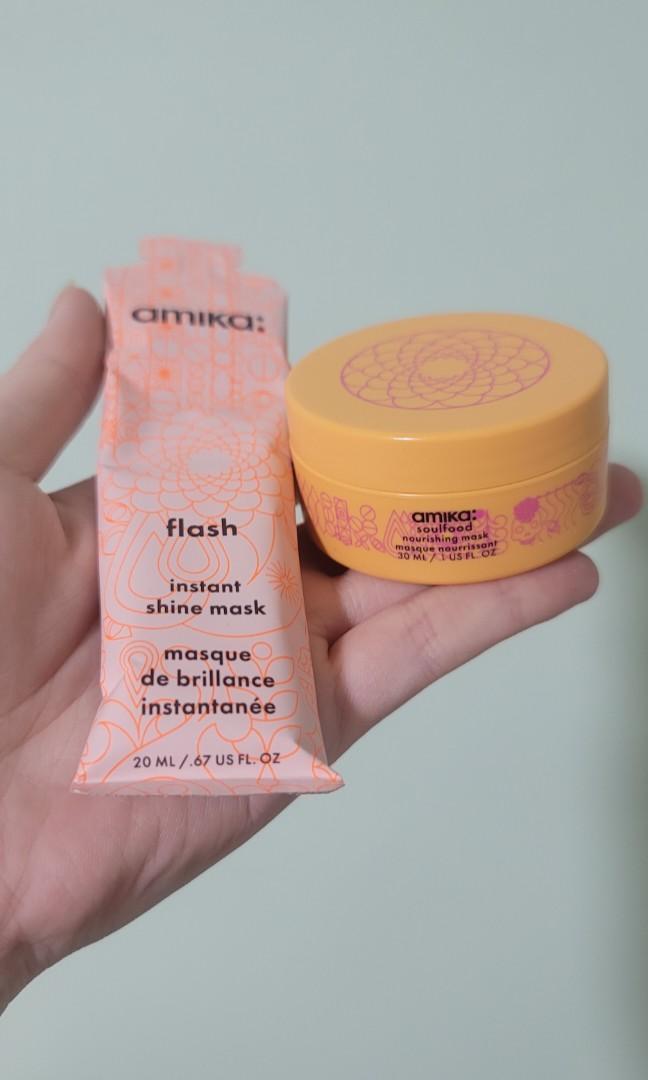 amika:
flash
instant
shine mask
masque
de brillance
instantanée
20 ML /.67 US FL. OZ
amika:
soulfood
nourishing mask
masque nourrissant
30 ML / 1 US FL. OZ